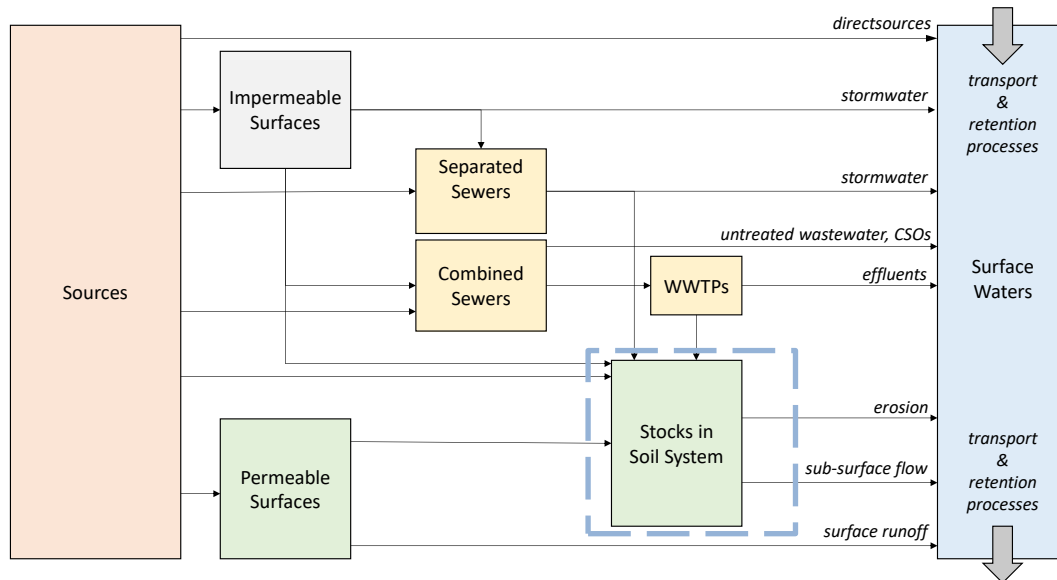 directsources
transport
&
retention
processes
Impermeable
Surfaces
stormwater
Separated
Sewers
stormwater
untreated wastewater, CSOs
Combined
Sewers
WWTPs
effluents
Sources
Surface
Waters
erosion
Stocks in
Soil System
sub-surface flow
Permeable
Surfaces
transport
&
retention
processes
surface runoff